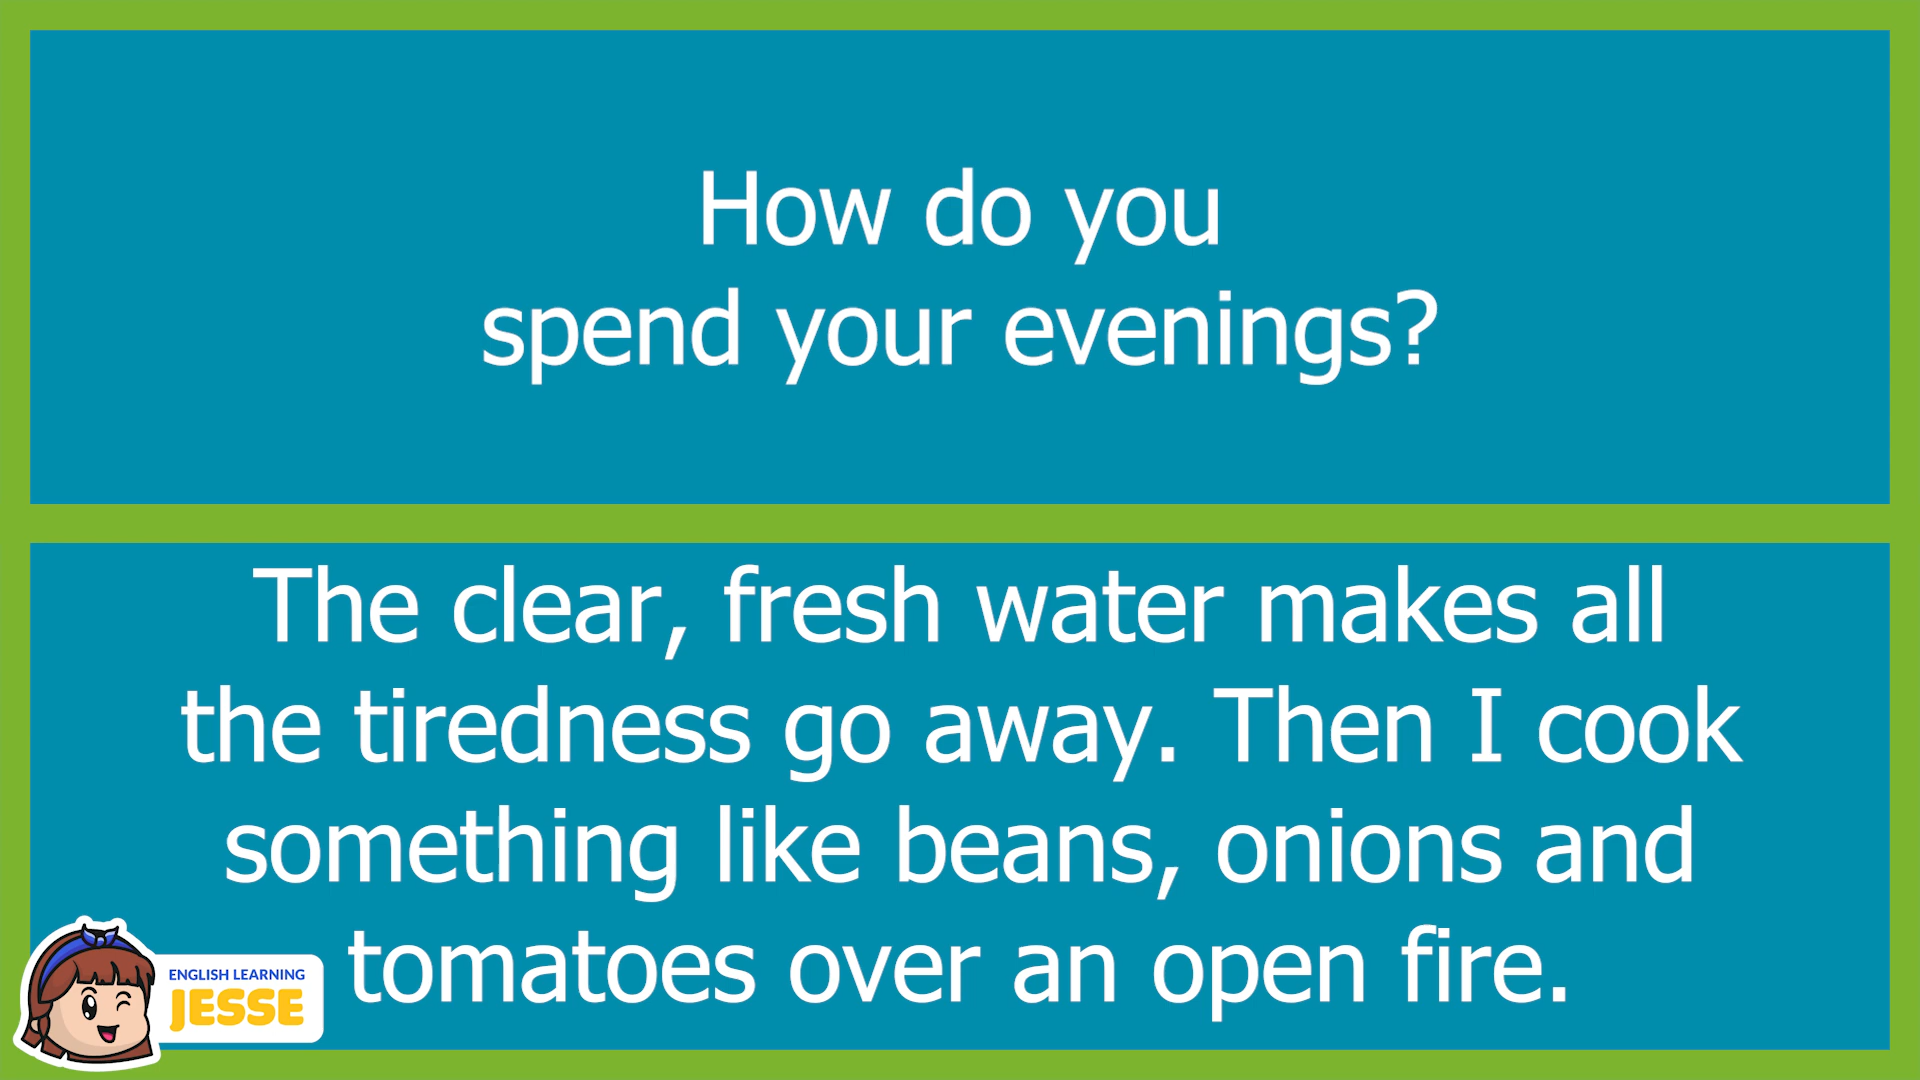 How do you
spend your evenings?
The clear, fresh water makes all
the tiredness go away. Then I cook
something like beans, onions and
tomatoes over an open fire.
ENGLISH LEARNING
JESSE